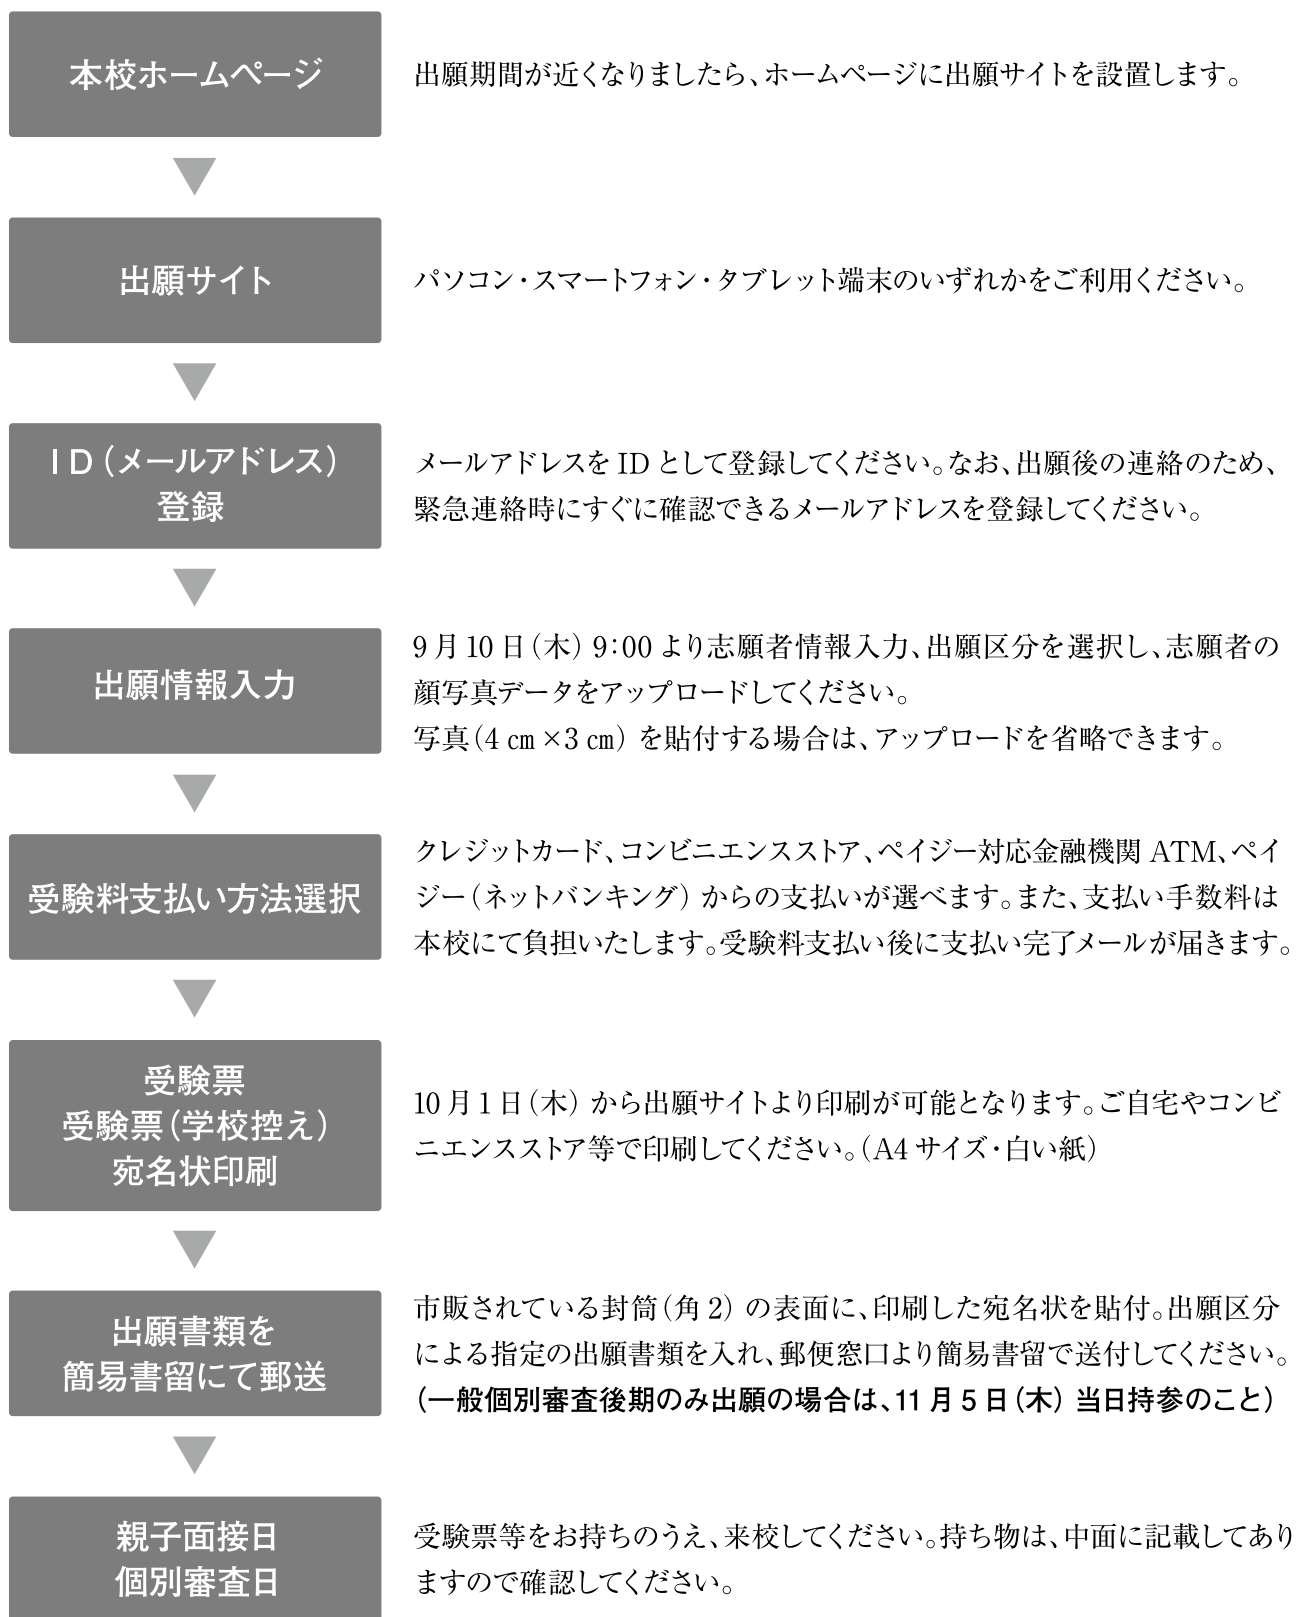 本校ホームページ
出願期間が近くなりましたら、ホームページに出願サイトを設置します。
出願サイト
パソコン・スマートフォン・タブレット端末のいずれかをご利用ください。
ID（メールアドレス）
登録
メールアドレスをIDとして登録してください。なお、出願後の連絡のため、
緊急連絡時にすぐに確認できるメールアドレスを登録してください。
出願情報入力
9月10日（木）9:00より志願者情報入力、出願区分を選択し、志願者の
顔写真データをアップロードしてください。
写真（4㎝×3㎝）を貼付する場合は、アップロードを省略できます。
受験料支払い方法選択
クレジットカード、コンビニエンスストア、ペイジー対応金融機関ATM、ペイ
ジー（ネットバンキング）からの支払いが選べます。また、支払い手数料は
本校にて負担いたします。受験料支払い後に支払い完了メールが届きます。
受験票
受験票（学校控え）
宛名状印刷
10月1日（木）から出願サイトより印刷が可能となります。ご自宅やコンビ
ニエンスストア等で印刷してください。（A4サイズ・白い紙）
出願書類を
簡易書留にて郵送
市販されている封筒（角2）の表面に、印刷した宛名状を貼付。出願区分
による指定の出願書類を入れ、郵便窓口より簡易書留で送付してください。
（一般個別審査後期のみ出願の場合は、11月5日（木）当日持参のこと）
親子面接日
個別審査日
受験票等をお持ちのうえ、来校してください。持ち物は、中面に記載してあり
ますので確認してください。